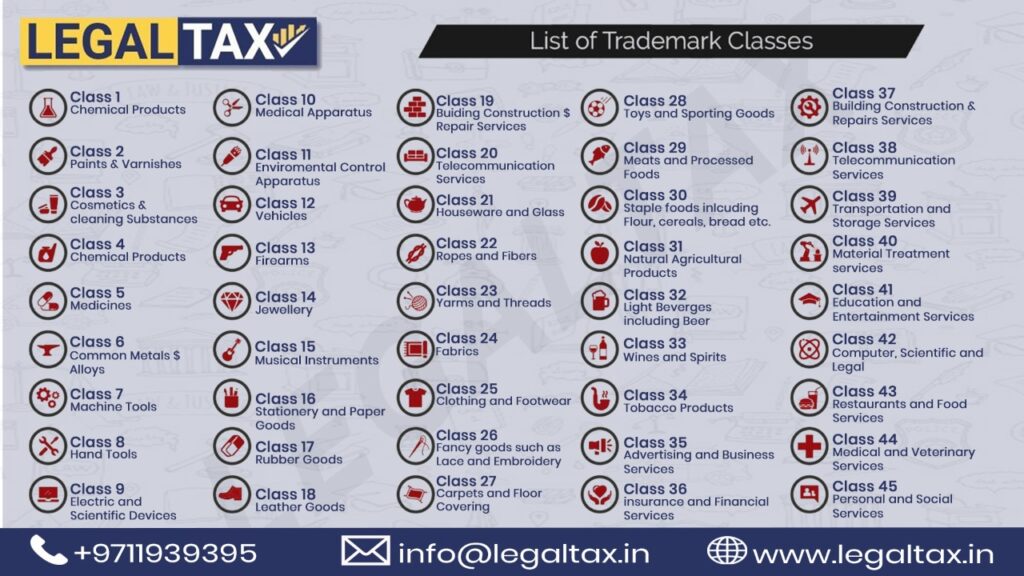 LEGAL TAX
List of Trademark Classes
Class 1
Chemical Products
Class 2
Paints & Varnishes
Class 3
Cosmetics &
cleaning Substances
Class 4
Chemical Products
Class 5
Medicines
Class 6
Common Metals $
Alloys
Class 7
Machine Tools
Class 8
Hand Tools
Class 9
Electric and
Scientific Devices
Class 10
Medical Apparatus
Class 11
Enviromental Control
Apparatus
Class 12
Vehicles
Class 13
Firearms
Class 14
Jewellery
Class 15
Musical Instruments
Class 16
Stationery and Paper
Goods
Class 17
Rubber Goods
Class 18
Leather Goods
Class 19
Buiding Construction $
Repair Services
Class 20
Telecommunication
Services
Class 21
Houseware and Glass
Class 22
Ropes and Fibers
Class 23
Yarms and Threads
Class 24
Fabrics
Class 25
Clothing and Footwear
Class 26
Fancy goods such as
Lace and Embroidery
Class 27
Carpets and Floor
Covering
Class 28
Toys and Sporting Goods
Class 29
Meats and Processed
Foods
Class 30
Staple foods inlcuding
Flour, cereals, bread etc.
Class 31
Natural Agricultural
Products
Class 32
Light Beverges
including Beer
Class 33
Wines and Spirits
Class 34
Tobacco Products
Class 35
Advertising and Business
Services
Class 36
Insurance and Financial
Services
Class 37
Building Construction &
Repairs Services
Class 38
Telecommunication
Services
Class 39
Transportation and
Storage Services
Class 40
Material Treatment
services
Class 41
Education and
Entertainment Services
Class 42
Computer, Scientific and
Legal
Class 43
Restaurants and Food
Services
Class 44
Medical and Veterinary
Services
Class 45
Personal and Social
Services
LEGAL TAX
+9711939395
info@legaltax.in
www.legaltax.in